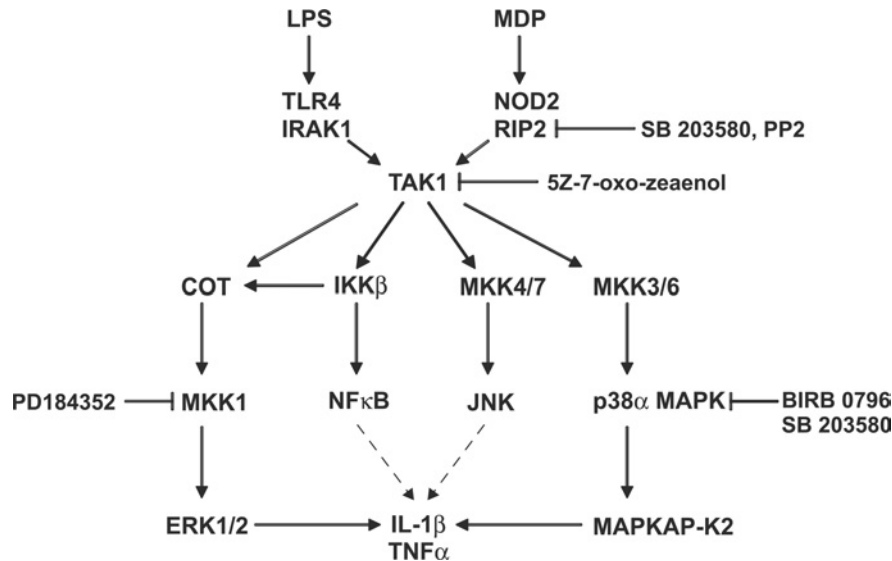 LPS
MDP
TLR4
IRAK1
NOD2
RIP2
SB 203580, PP2
TAK1
5Z-7-oxo-zeaenol
COT
IKKβ
MKK4/7
MKK3/6
PD184352
MKK1
NFκB
JNK
p38α MAPK
BIRB 0796
SB 203580
ERK1/2
IL-1β
TNFα
MAPKAP-K2